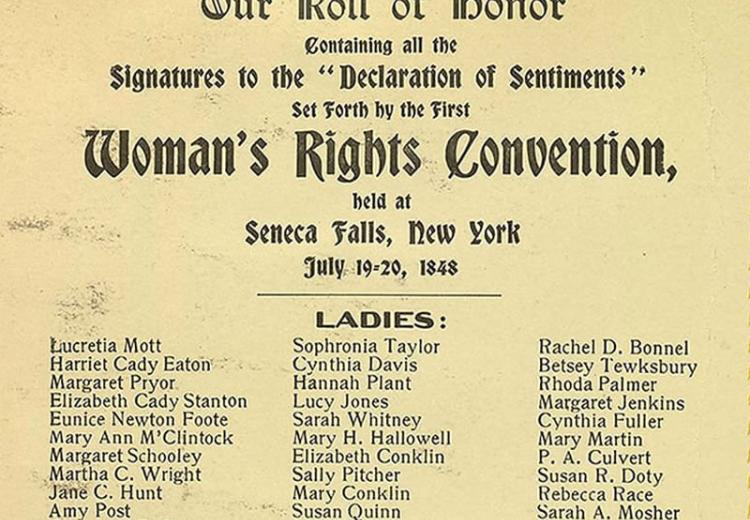 Our Roll of Honor
Containing all the
Signatures to the “Declaration of Sentiments”
Set Forth by the First
Woman's Rights Convention,
held at
Seneca Falls, New York
July 19-20, 1848
LADIES:
Lucretia Mott
Harriet Cady Eaton
Margaret Pryor
Elizabeth Cady Stanton
Eunice Newton Foote
Mary Ann M'Clintock
Margaret Schooley
Martha C. Wright
Jane C. Hunt
Amy Post
Sophronia Taylor
Cynthia Davis
Hannah Plant
Lucy Jones
Sarah Whitney
Mary H. Hallowell
Elizabeth Conklin
Sally Pitcher
Mary Conklin
Susan Quinn
Rachel D. Bonnel
Betsey Tewksbury
Rhoda Palmer
Margaret Jenkins
Cynthia Fuller
Mary Martin
P. A. Culvert
Susan R. Doty
Rebecca Race
Sarah A. Mosher